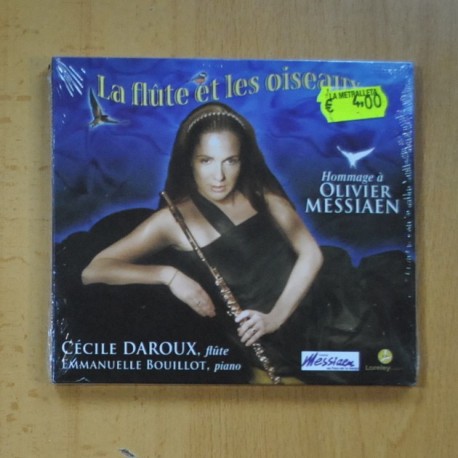 La flûte et les oiseaux
LA METRALLETA
€ 4,00
Hommage à
OLIVIER
MESSIAEN
CÉCILE DAROUX, flûte
EMMANUELLE BOUILLOT, piano
Messiaen